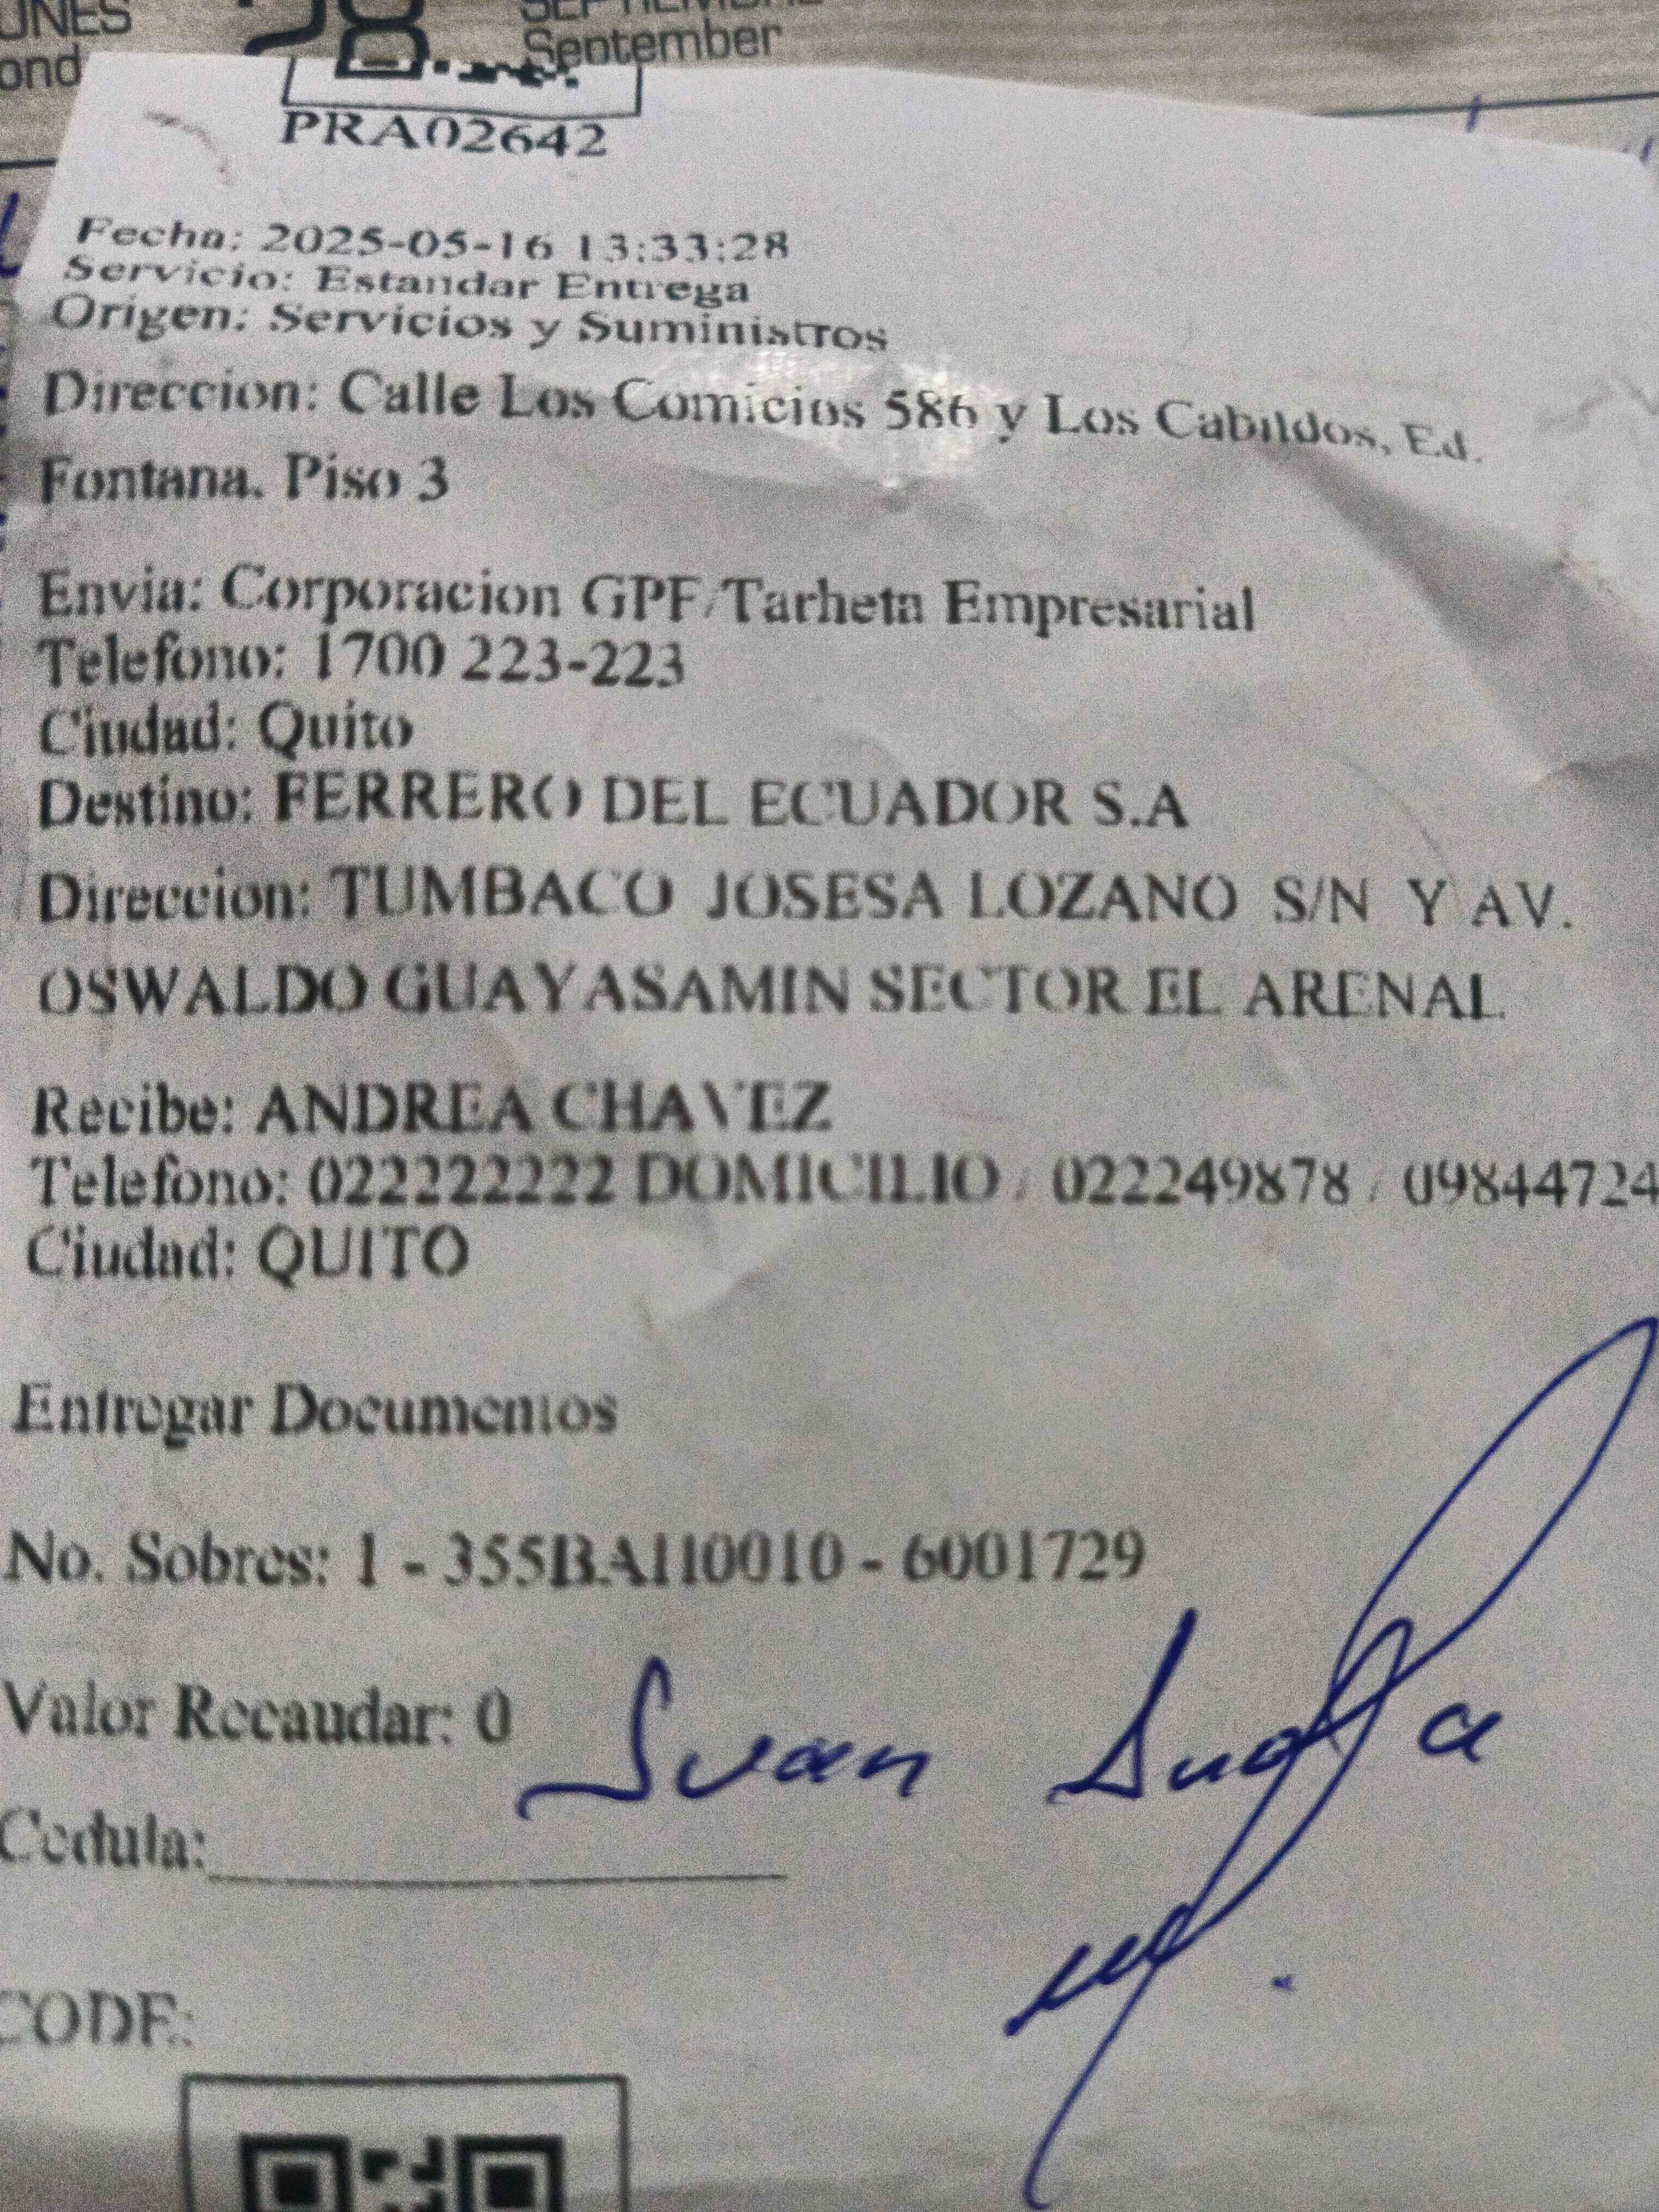 September
PRA02642
Fecha: 2025-05-16 13:33:28
Servicio: Estandar Entrega
Origen: Servicios y Suministros
Direccion: Calle Los Comicios 586 y Los Cabildos, Ed.
Fontana. Piso 3
Envia: Corporacion GPF/Tarheta Empresarial
Telefono: 1700 223-223
Ciudad: Quito
Destino: FERRERO DEL ECUADOR S.A
Direccion: TUMBACO JOSESA LOZANO S/N Y AV.
OSWALDO GUAYASAMIN SECTOR EL ARENAL
Recibe: ANDREA CHAVEZ
Telefono: 022222222 DOMICILIO / 022249878 / 09844724
Ciudad: QUITO
Entregar Documentos
No. Sobres: 1 - 355BAH0010 - 6001729
Valor Recaudar: 0
Cedula:
CODE: